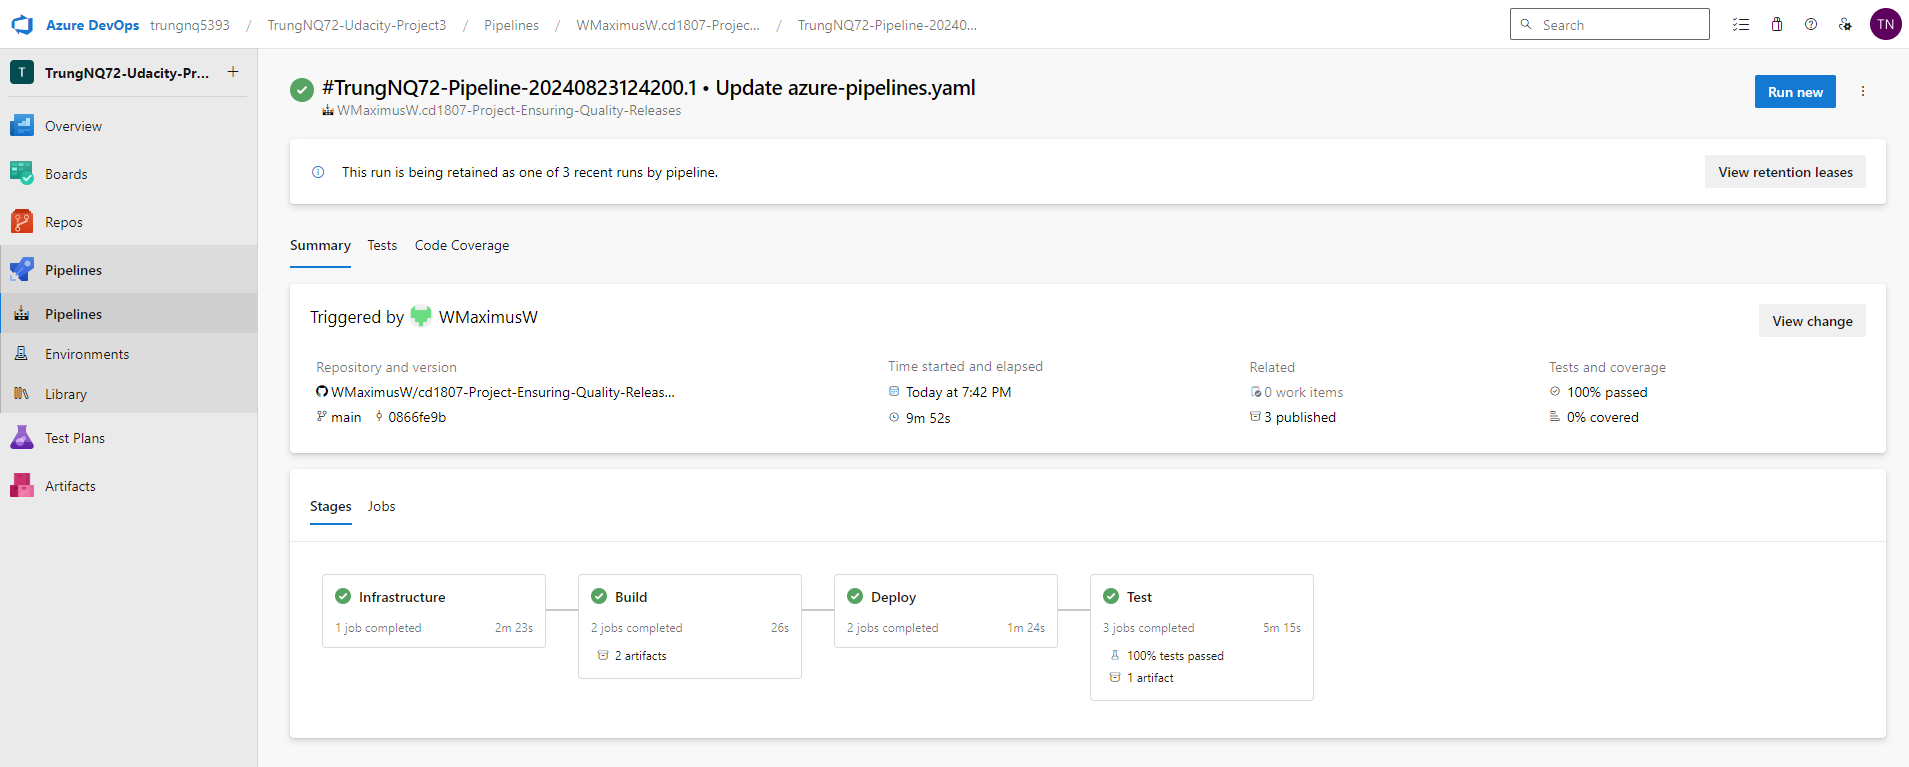 Azure DevOps trungnq5393 / TrungNQ72-Udacity-Project3 / Pipelines / WMaximusW.cd1807-Projec... / TrungNQ72-Pipeline-20240...
Search
TN
T TrungNQ72-Udacity-Pr... +
Overview
Boards
Repos
Pipelines
Pipelines
Environments
Library
Test Plans
Artifacts
#TrungNQ72-Pipeline-20240823124200.1 • Update azure-pipelines.yaml
WMaximusW.cd1807-Project-Ensuring-Quality-Releases
Run new
This run is being retained as one of 3 recent runs by pipeline.
View retention leases
Summary Tests Code Coverage
Triggered by WMaximusW
View change
Repository and version
WMaximusW/cd1807-Project-Ensuring-Quality-Releas...
main 0866fe9b
Time started and elapsed
Today at 7:42 PM
9m 52s
Related
0 work items
3 published
Tests and coverage
100% passed
0% covered
Stages Jobs
Infrastructure
1 job completed 2m 23s
Build
2 jobs completed 26s
2 artifacts
Deploy
2 jobs completed 1m 24s
Test
3 jobs completed 5m 15s
100% tests passed
1 artifact